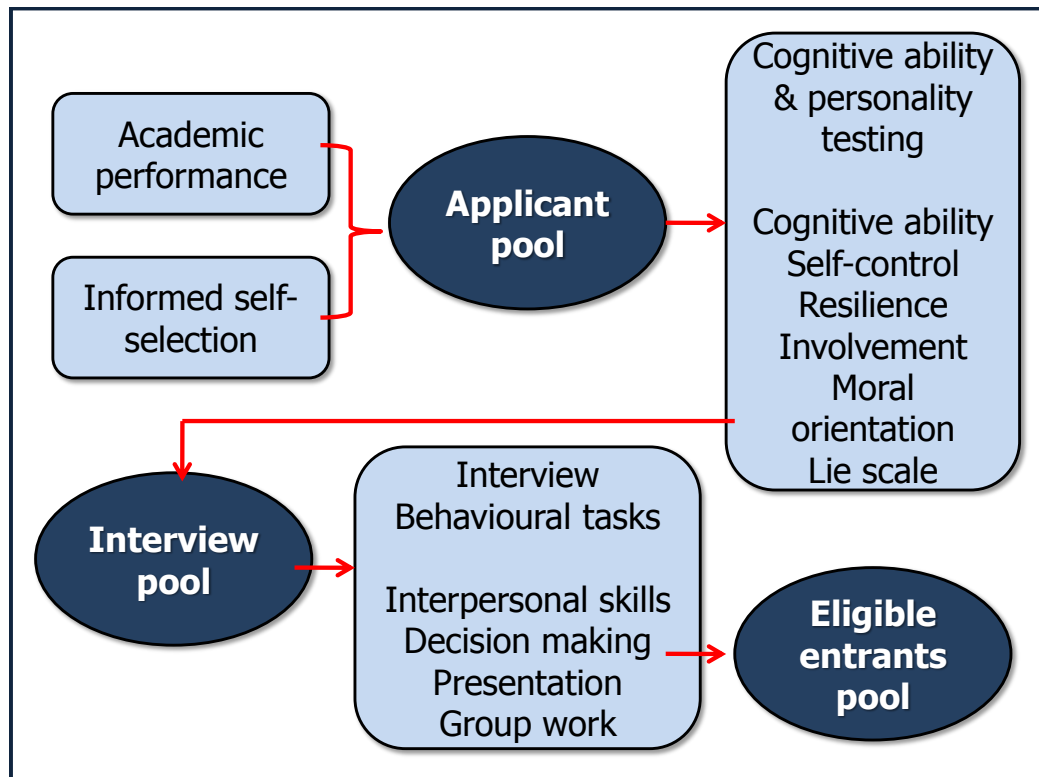 Academic
performance
Informed self-
selection
Applicant
pool
Cognitive ability
& personality
testing
Cognitive ability
Self-control
Resilience
Involvement
Moral
orientation
Lie scale
Interview
pool
Interview
Behavioural tasks
Interpersonal skills
Decision making
Presentation
Group work
Eligible
entrants
pool